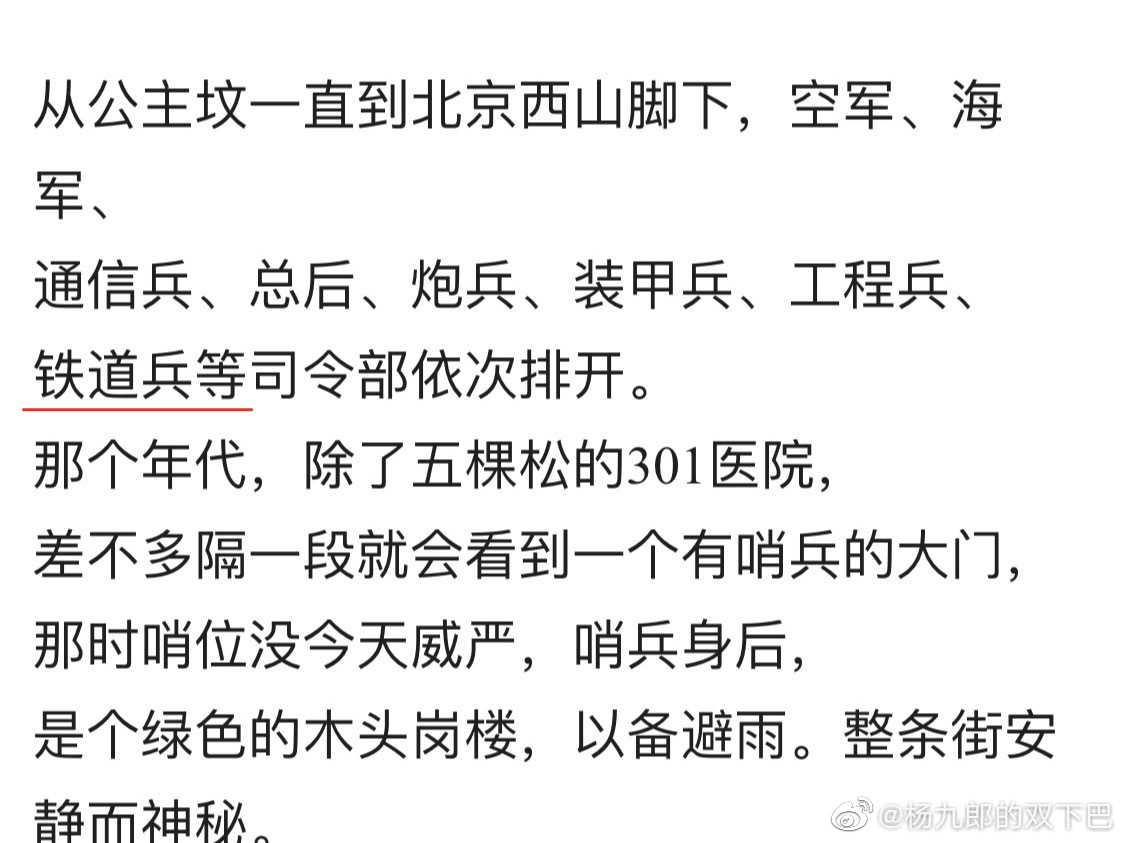 从公主坟一直到北京西山脚下，空军、海
军、
通信兵、总后、炮兵、装甲兵、工程兵、
铁道兵等司令部依次排开。
那个年代，除了五棵松的301医院，
差不多隔一段就会看到一个有哨兵的大门，
那时哨位没今天威严，哨兵身后，
是个绿色的木头岗楼，以备避雨。整条街安
静而神秘。
@杨九郎的双下巴